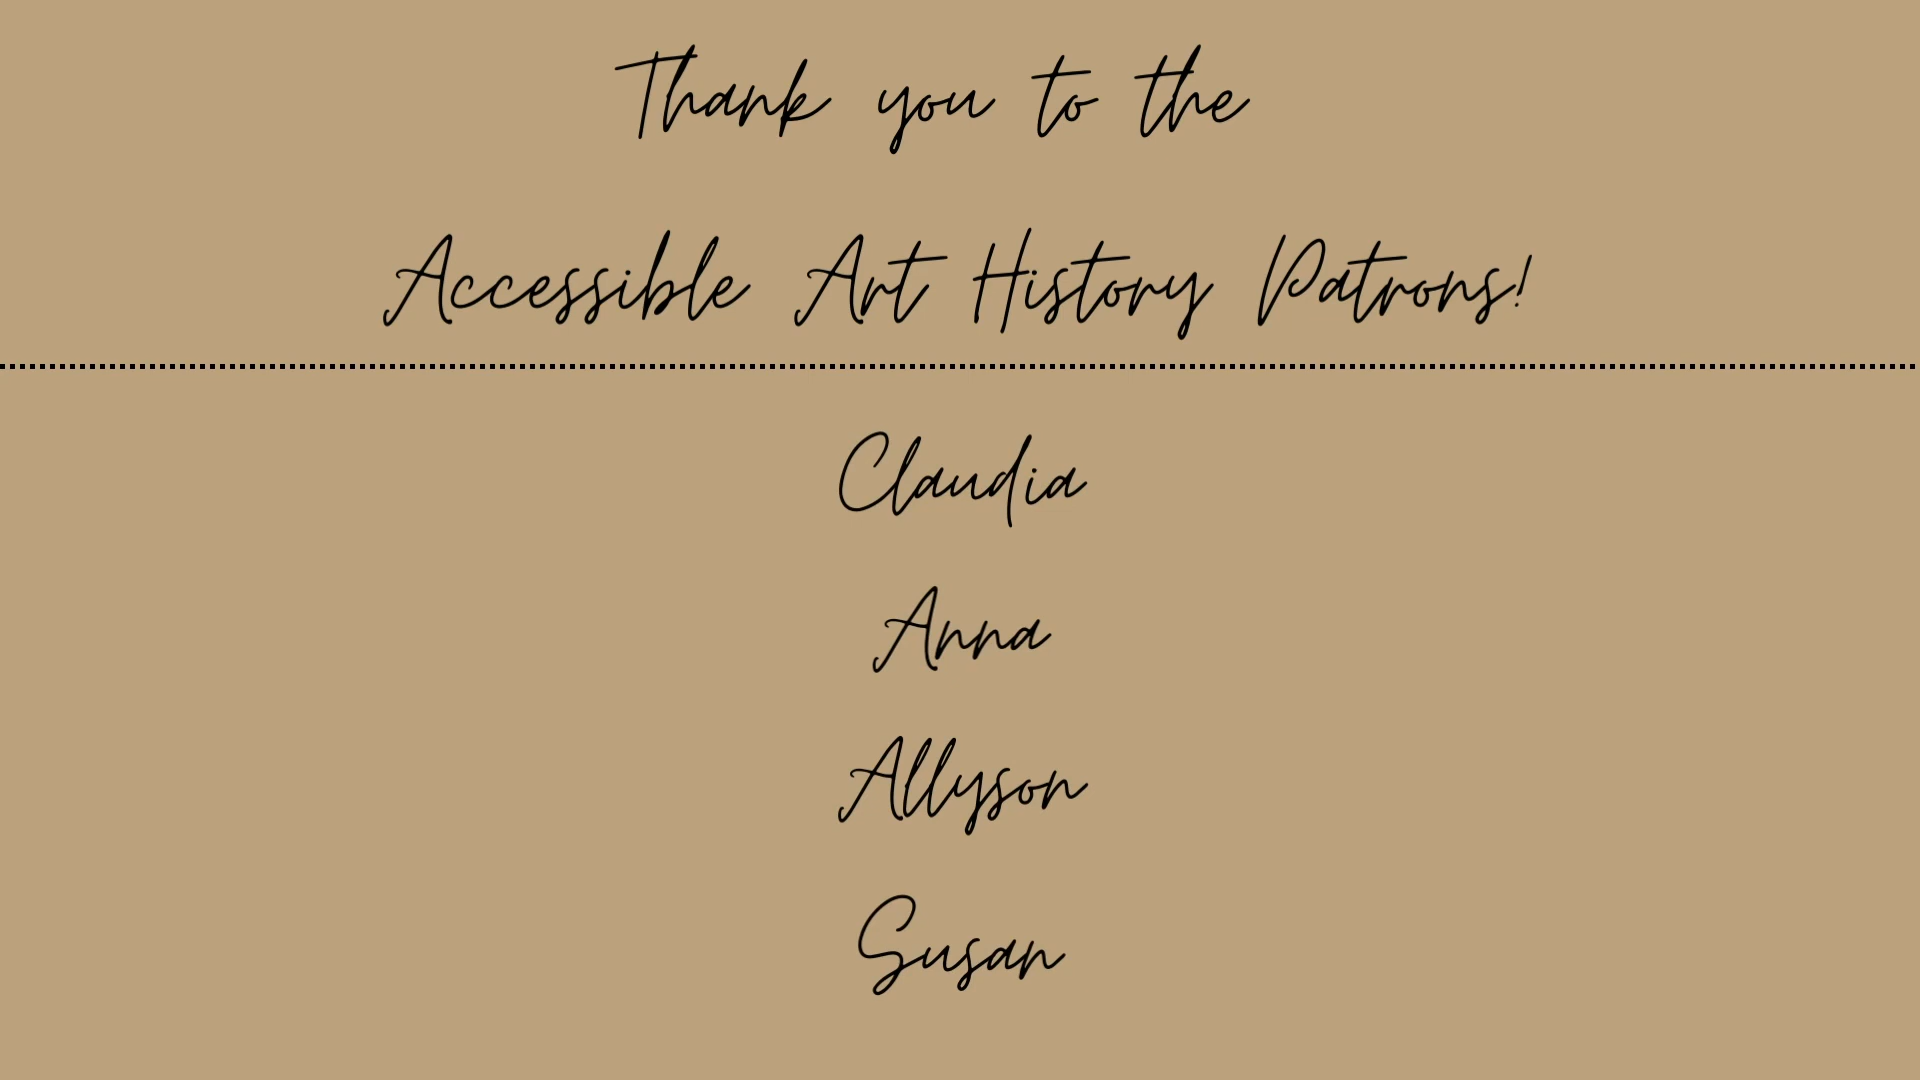 Thank you to the
Accessible Art History Patrons!
Claudia
Anna
Allyson
Susan